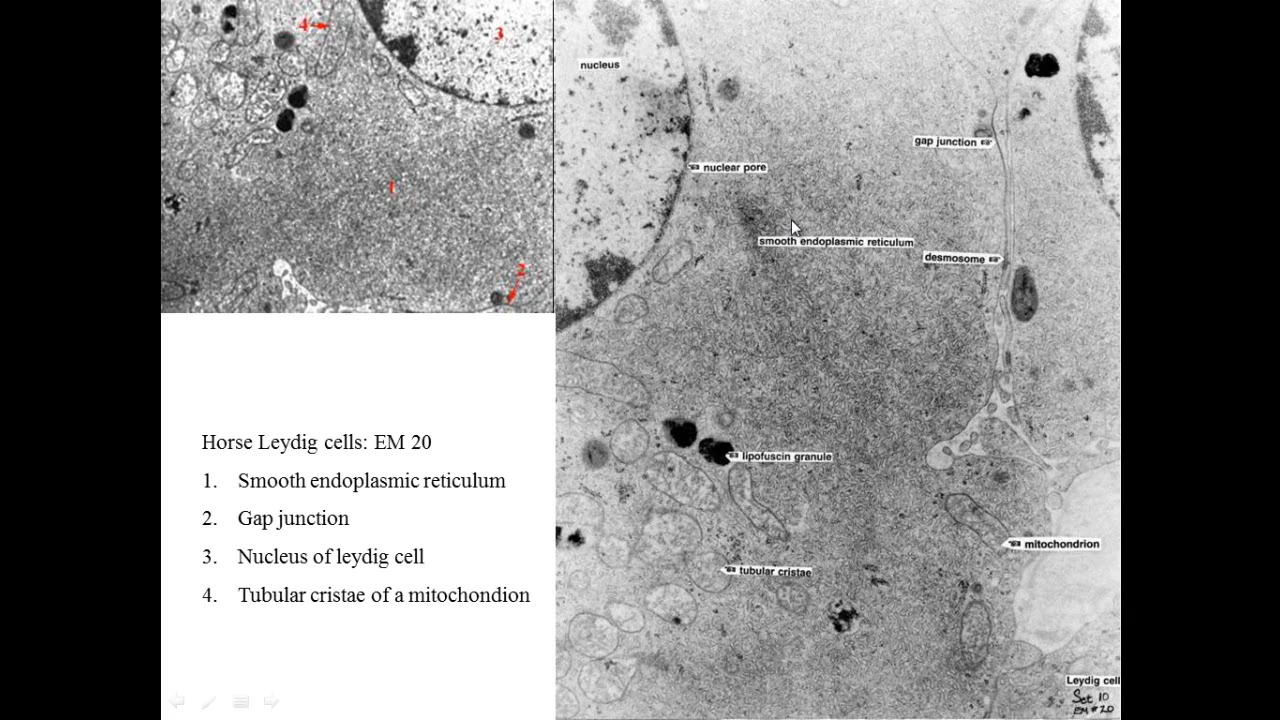 4
3
1
2
Horse Leydig cells: EM 20
1. Smooth endoplasmic reticulum
2. Gap junction
3. Nucleus of leydig cell
4. Tubular cristae of a mitochondion
nucleus
gap junction
nuclear pore
smooth endoplasmic reticulum
desmosome
lipofuscin granule
mitochondrion
tubular cristae
Leydig cell
Set 10
EM #20